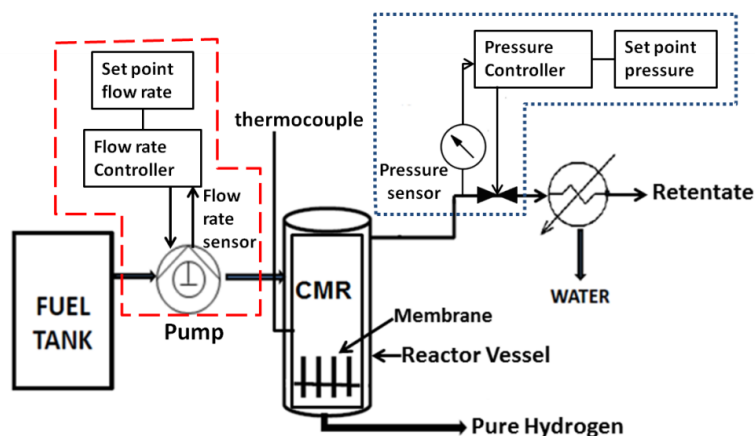 Set point
flow rate
Flow rate
Controller
Flow
rate
sensor
Pump
FUEL
TANK
thermocouple
CMR
Membrane
Reactor Vessel
Pure Hydrogen
Pressure
Controller
Set point
pressure
Pressure
sensor
Retentate
WATER